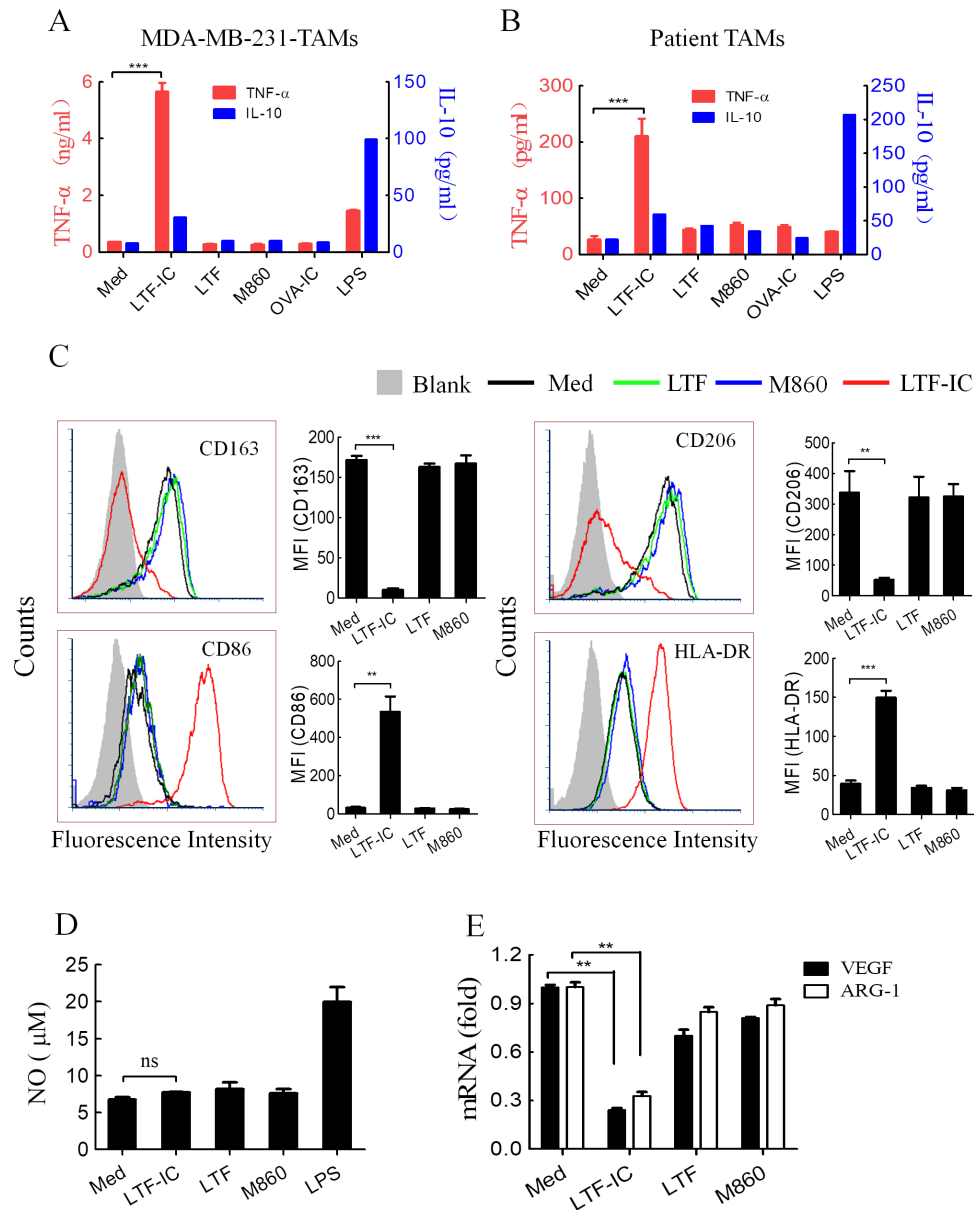 A
MDA-MB-231-TAMs
***
TNF-α
IL-10
TNF-α (ng/ml)
6
4
2
0
IL-10 (pg/ml)
150
100
50
0
Med
LTF-IC
LTF
M860
OVA-IC
LPS
B
Patient TAMs
***
TNF-α
IL-10
TNF-α (pg/ml)
300
200
100
0
IL-10 (pg/ml)
250
200
150
100
50
0
Med
LTF-IC
LTF
M860
OVA-IC
LPS
C
Blank
Med
LTF
M860
LTF-IC
Counts
CD163
MFI (CD163)
200
150
100
50
0
***
Med
LTF-IC
LTF
M860
CD86
Fluorescence Intensity
MFI (CD86)
800
600
400
200
0
**
Med
LTF-IC
LTF
M860
Counts
CD206
MFI (CD206)
500
400
300
200
100
0
**
Med
LTF-IC
LTF
M860
HLA-DR
Fluorescence Intensity
MFI (HLA-DR)
200
150
100
50
0
***
Med
LTF-IC
LTF
M860
D
NO ( μM)
25
20
15
10
5
0
ns
Med
LTF-IC
LTF
M860
LPS
E
mRNA (fold)
1.2
0.9
0.6
0.3
0.0
**
**
VEGF
ARG-1
Med
LTF-IC
LTF
M860